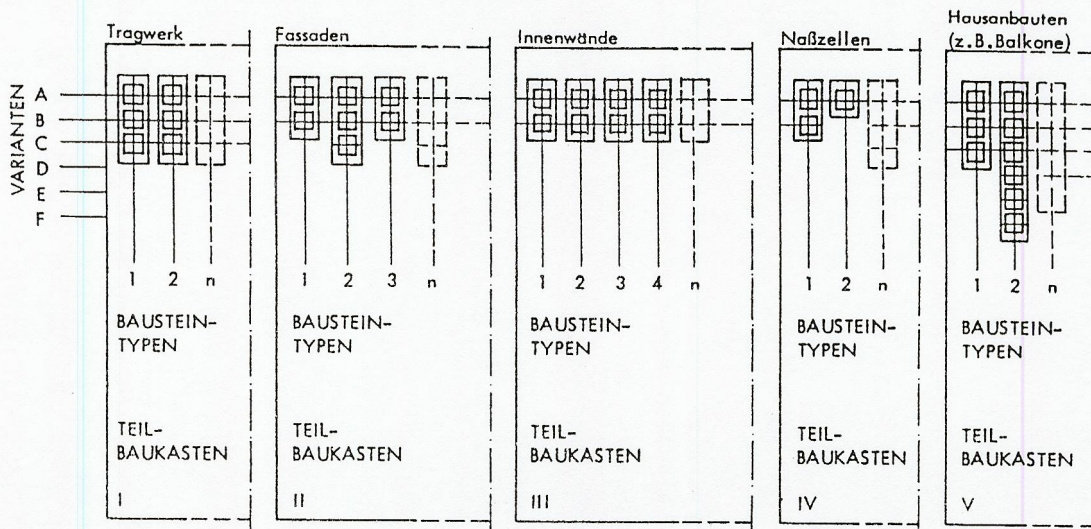 Tragwerk
Fassaden
Innenwände
Naßzellen
Hausanbauten
(z.B.Balkone)
VARIANTEN
A
B
C
D
E
F
1 2 n
1 2 3 n
1 2 3 4 n
1 2 n
1 2 n
BAUSTEIN-
TYPEN
BAUSTEIN-
TYPEN
BAUSTEIN-
TYPEN
BAUSTEIN-
TYPEN
BAUSTEIN-
TYPEN
TEIL-
BAUKASTEN
TEIL-
BAUKASTEN
TEIL-
BAUKASTEN
TEIL-
BAUKASTEN
TEIL-
BAUKASTEN
I
II
III
IV
V